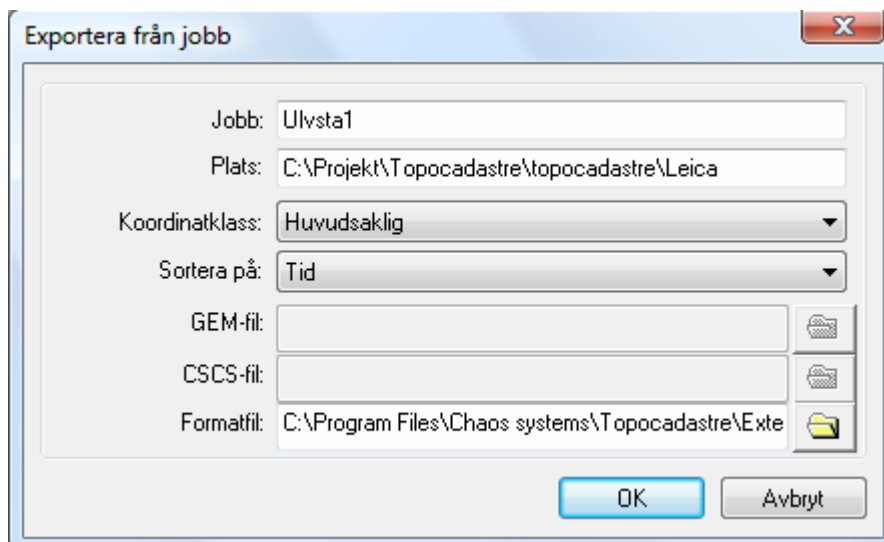 Exportera från jobb
Jobb: Ulvsta1
Plats: C:\Projekt\Topocadastre\topocadastre\Leica
Koordinatklass: Huvudsaklig
Sortera på: Tid
GEM-fil:
CSCS-fil:
Formatfil: C:\Program Files\Chaos systems\Topocadastre\Exte
OK Avbryt